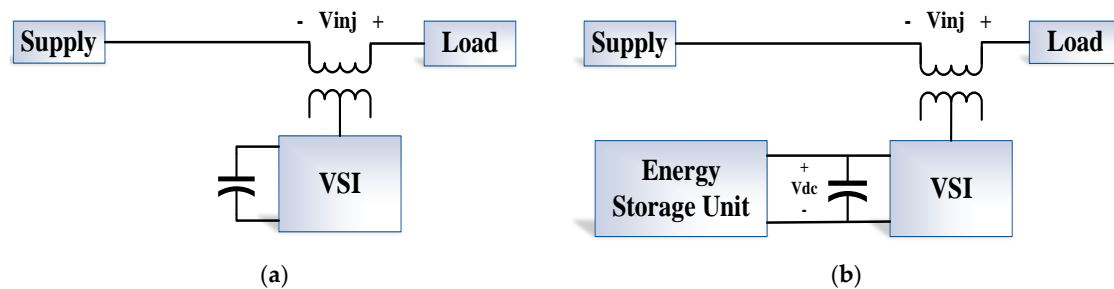 - Vinj +
Supply
Load
VSI
(a)
- Vinj +
Supply
Load
Energy
Storage Unit
+
Vdc
-
VSI
(b)